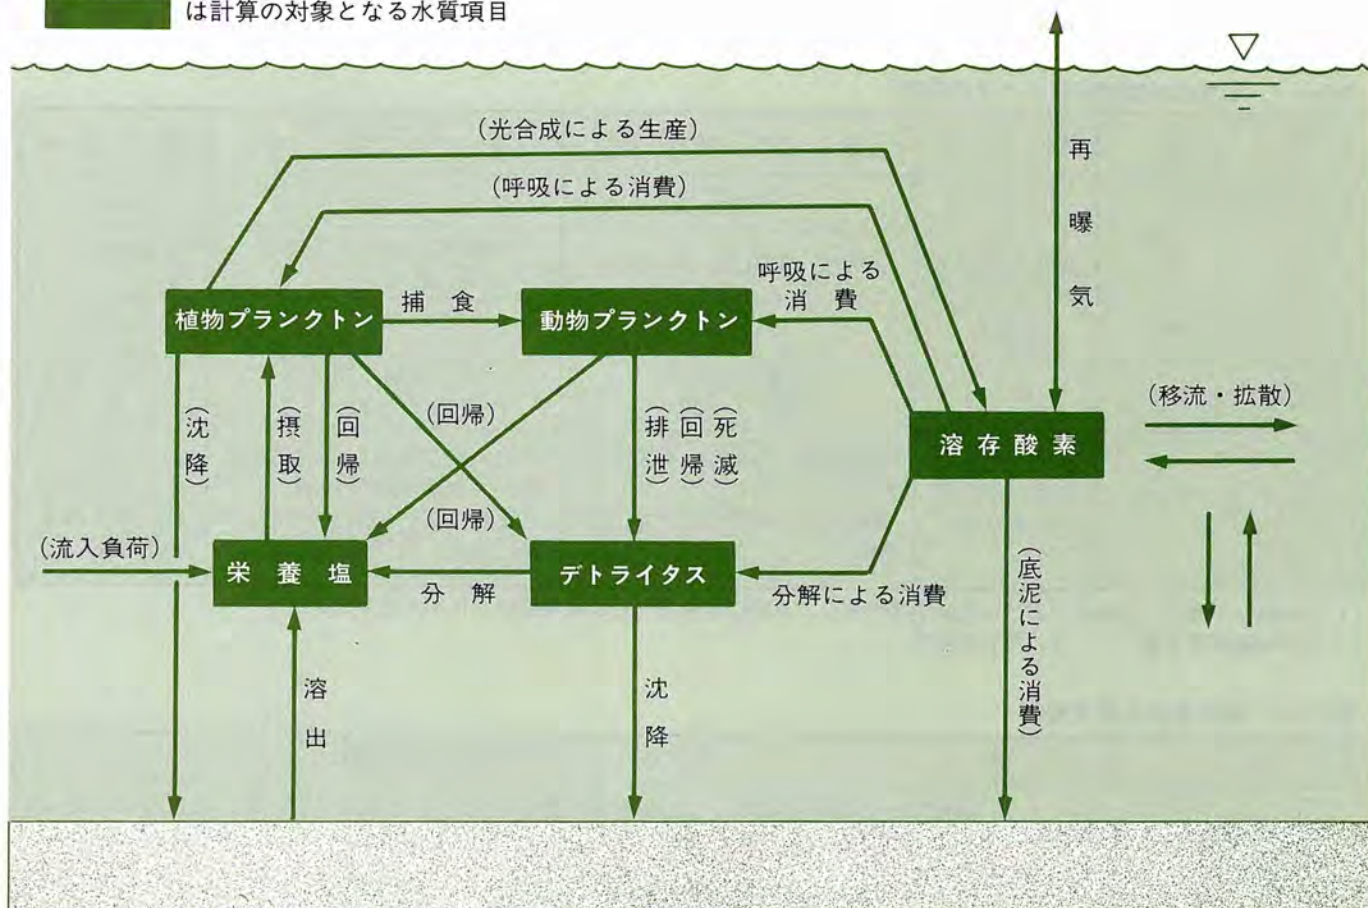 は計算の対象となる水質項目
(光合成による生産)
(呼吸による消費)
再曝気
呼吸による
消費
植物プランクトン
捕食
動物プランクトン
(沈降)
(摂取)
(回帰)
(回帰)
(排泄)
(回帰)
(死滅)
溶存酸素
(移流・拡散)
(回帰)
(流入負荷)
栄養塩
分解
デトライタス
分解による消費
(底泥による消費)
溶出
沈降